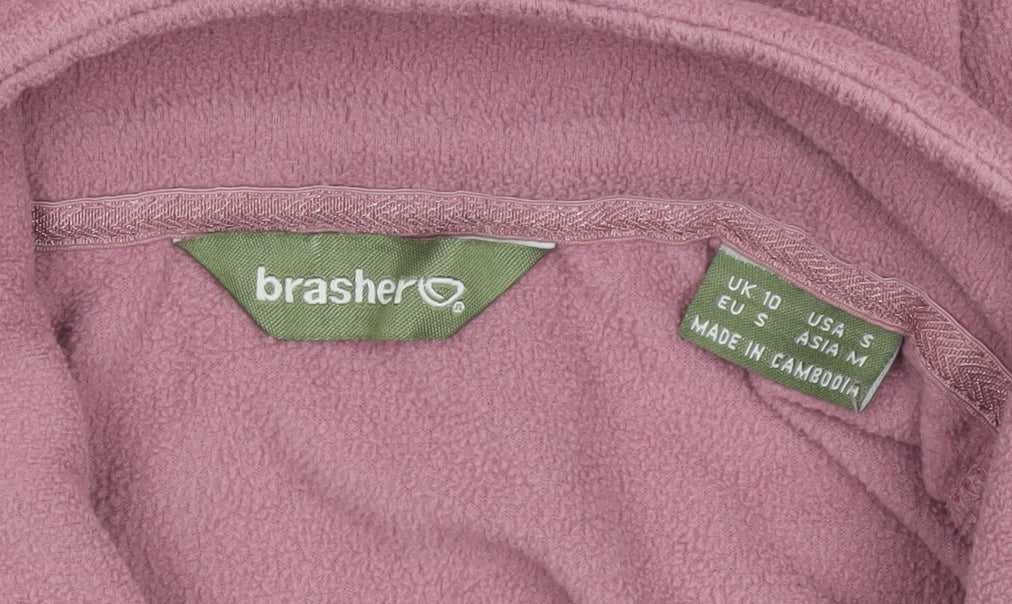 brasher
UK 10 USA S
EU S ASIA M
MADE IN CAMBODIA